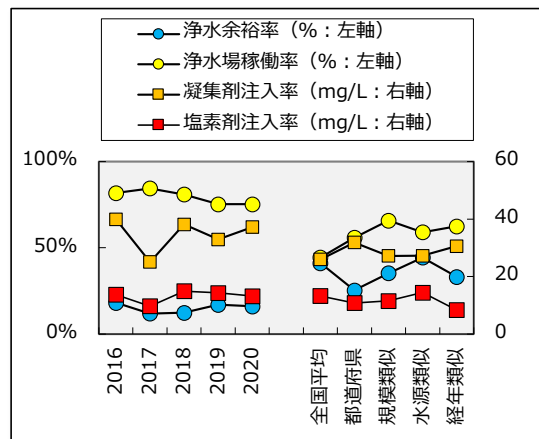 浄水余裕率（%：左軸）
浄水場稼働率（%：左軸）
凝集剤注入率（mg/L：右軸）
塩素剤注入率（mg/L：右軸）
100%
50%
0%
60
40
20
0
2016
2017
2018
2019
2020
全国平均
都道府県
規模類似
水源類似
経年類似